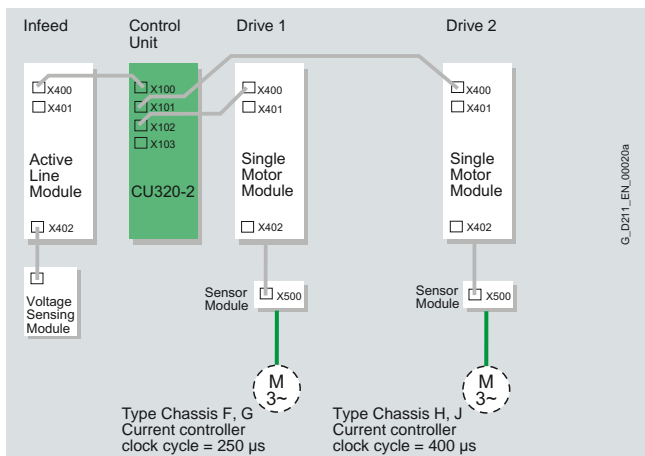 Infeed
Control
Unit
Drive 1
Drive 2
X400
X401
Active
Line
Module
X402
Voltage
Sensing
Module
X100
X101
X102
X103
CU320-2
X400
X401
Single
Motor
Module
X402
Sensor
Module
X500
M
3~
Type Chassis F, G
Current controller
clock cycle = 250 µs
X400
X401
Single
Motor
Module
X402
Sensor
Module
X500
M
3~
Type Chassis H, J
Current controller
clock cycle = 400 µs
G_D211_EN_00020a